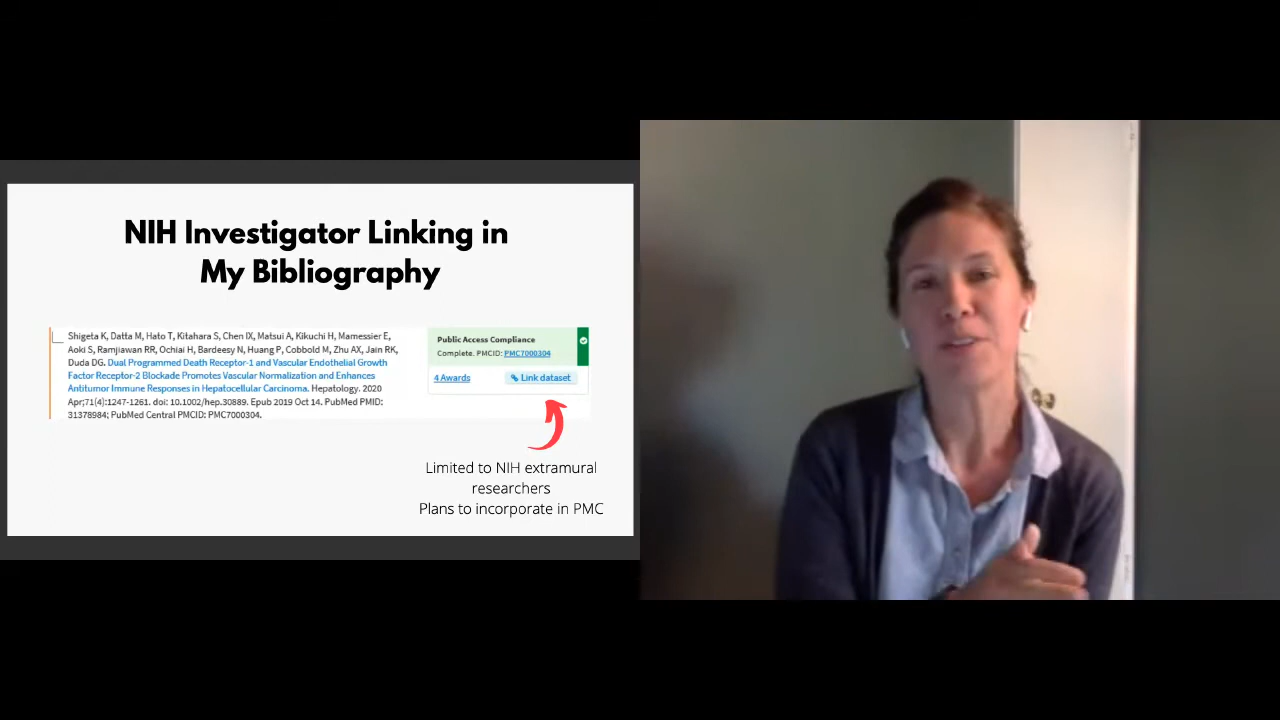 NIH Investigator Linking in
My Bibliography
Shigeta K, Datta M, Hato T, Kitahara S, Chen IX, Matsui A, Kikuchi H, Mamessier E,
Aoki S, Ramjiawan RR, Ochiai H, Bardeesy N, Huang P, Cobbold M, Zhu AX, Jain RK,
Duda DG. Dual Programmed Death Receptor-1 and Vascular Endothelial Growth
Factor Receptor-2 Blockade Promotes Vascular Normalization and Enhances
Antitumor Immune Responses in Hepatocellular Carcinoma. Hepatology. 2020
Apr;71(4):1247-1261. doi: 10.1002/hep.30889. Epub 2019 Oct 14. PubMed PMID:
31378984; PubMed Central PMCID: PMC7000304.
Public Access Compliance
Complete. PMCID: PMC7000304
4 Awards
Link dataset
Limited to NIH extramural
researchers
Plans to incorporate in PMC